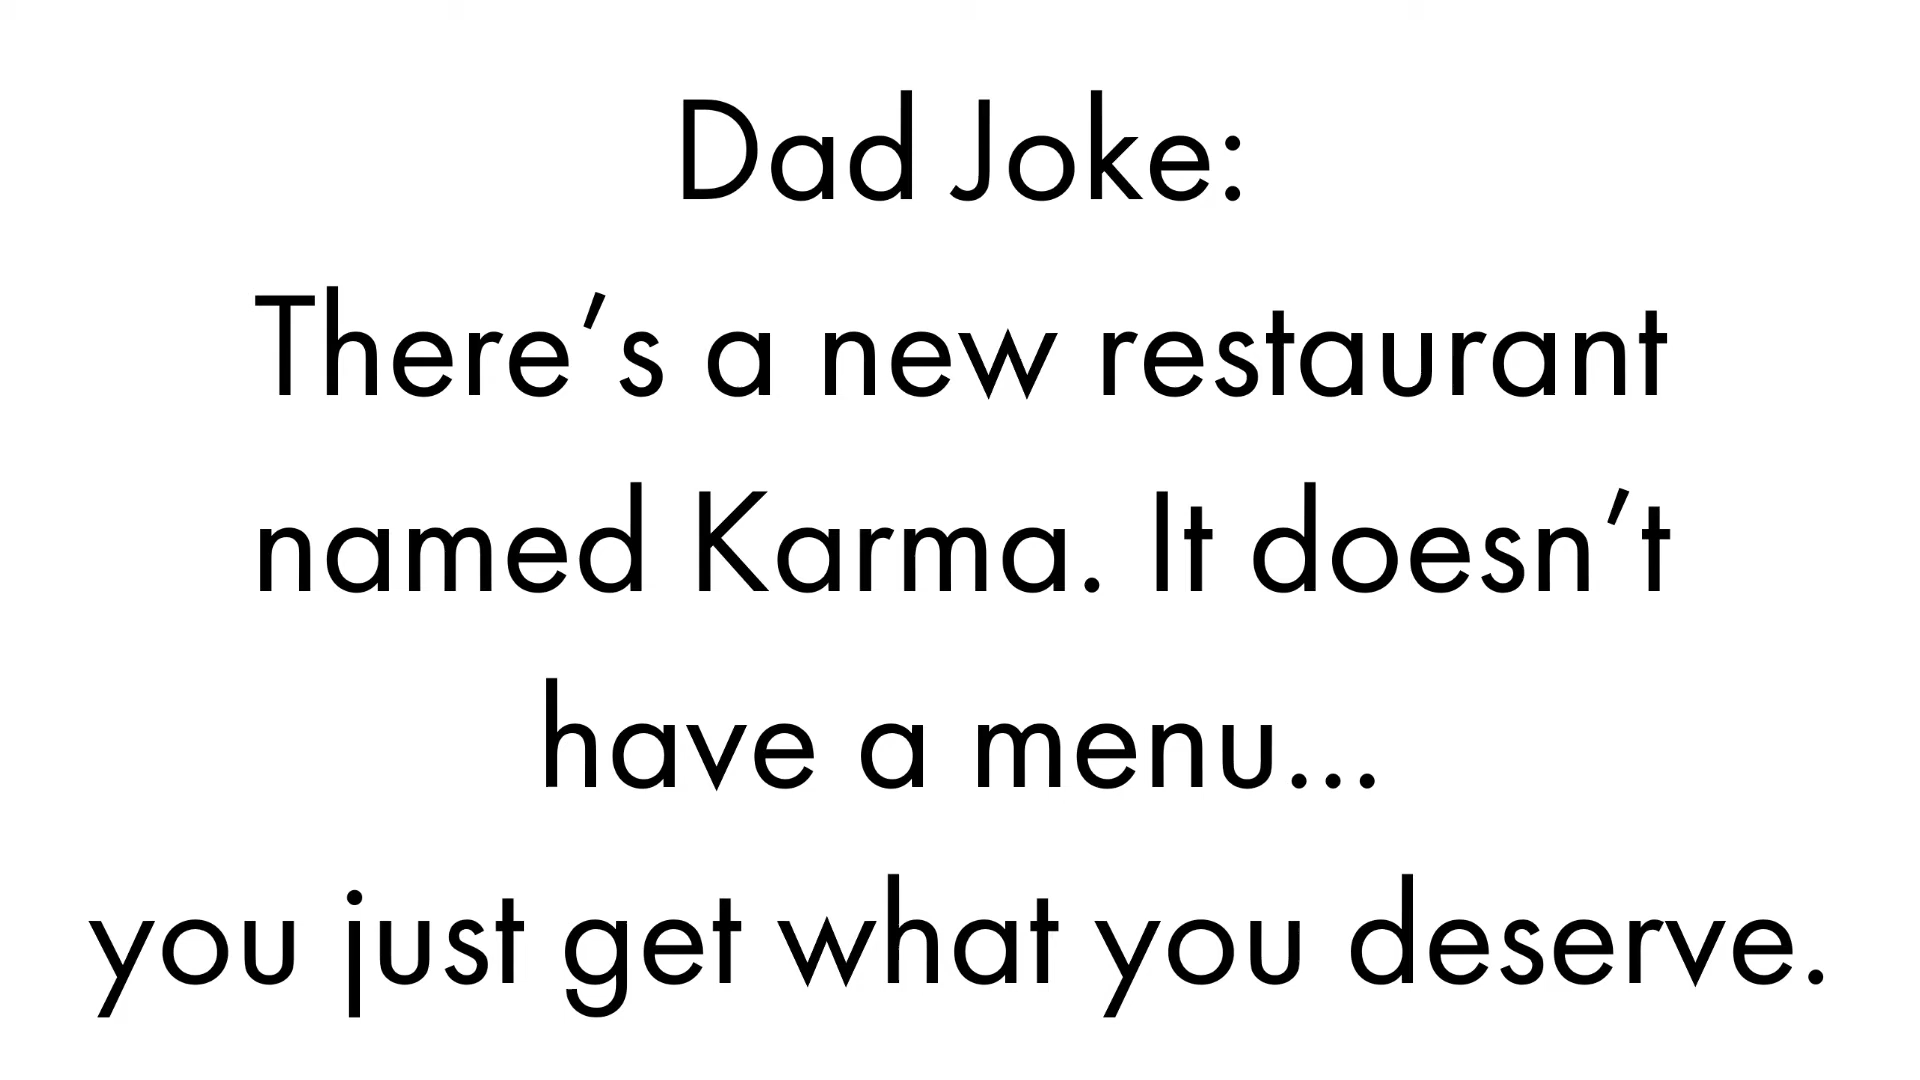 Dad Joke:
There’s a new restaurant
named Karma. It doesn’t
have a menu...
you just get what you deserve.